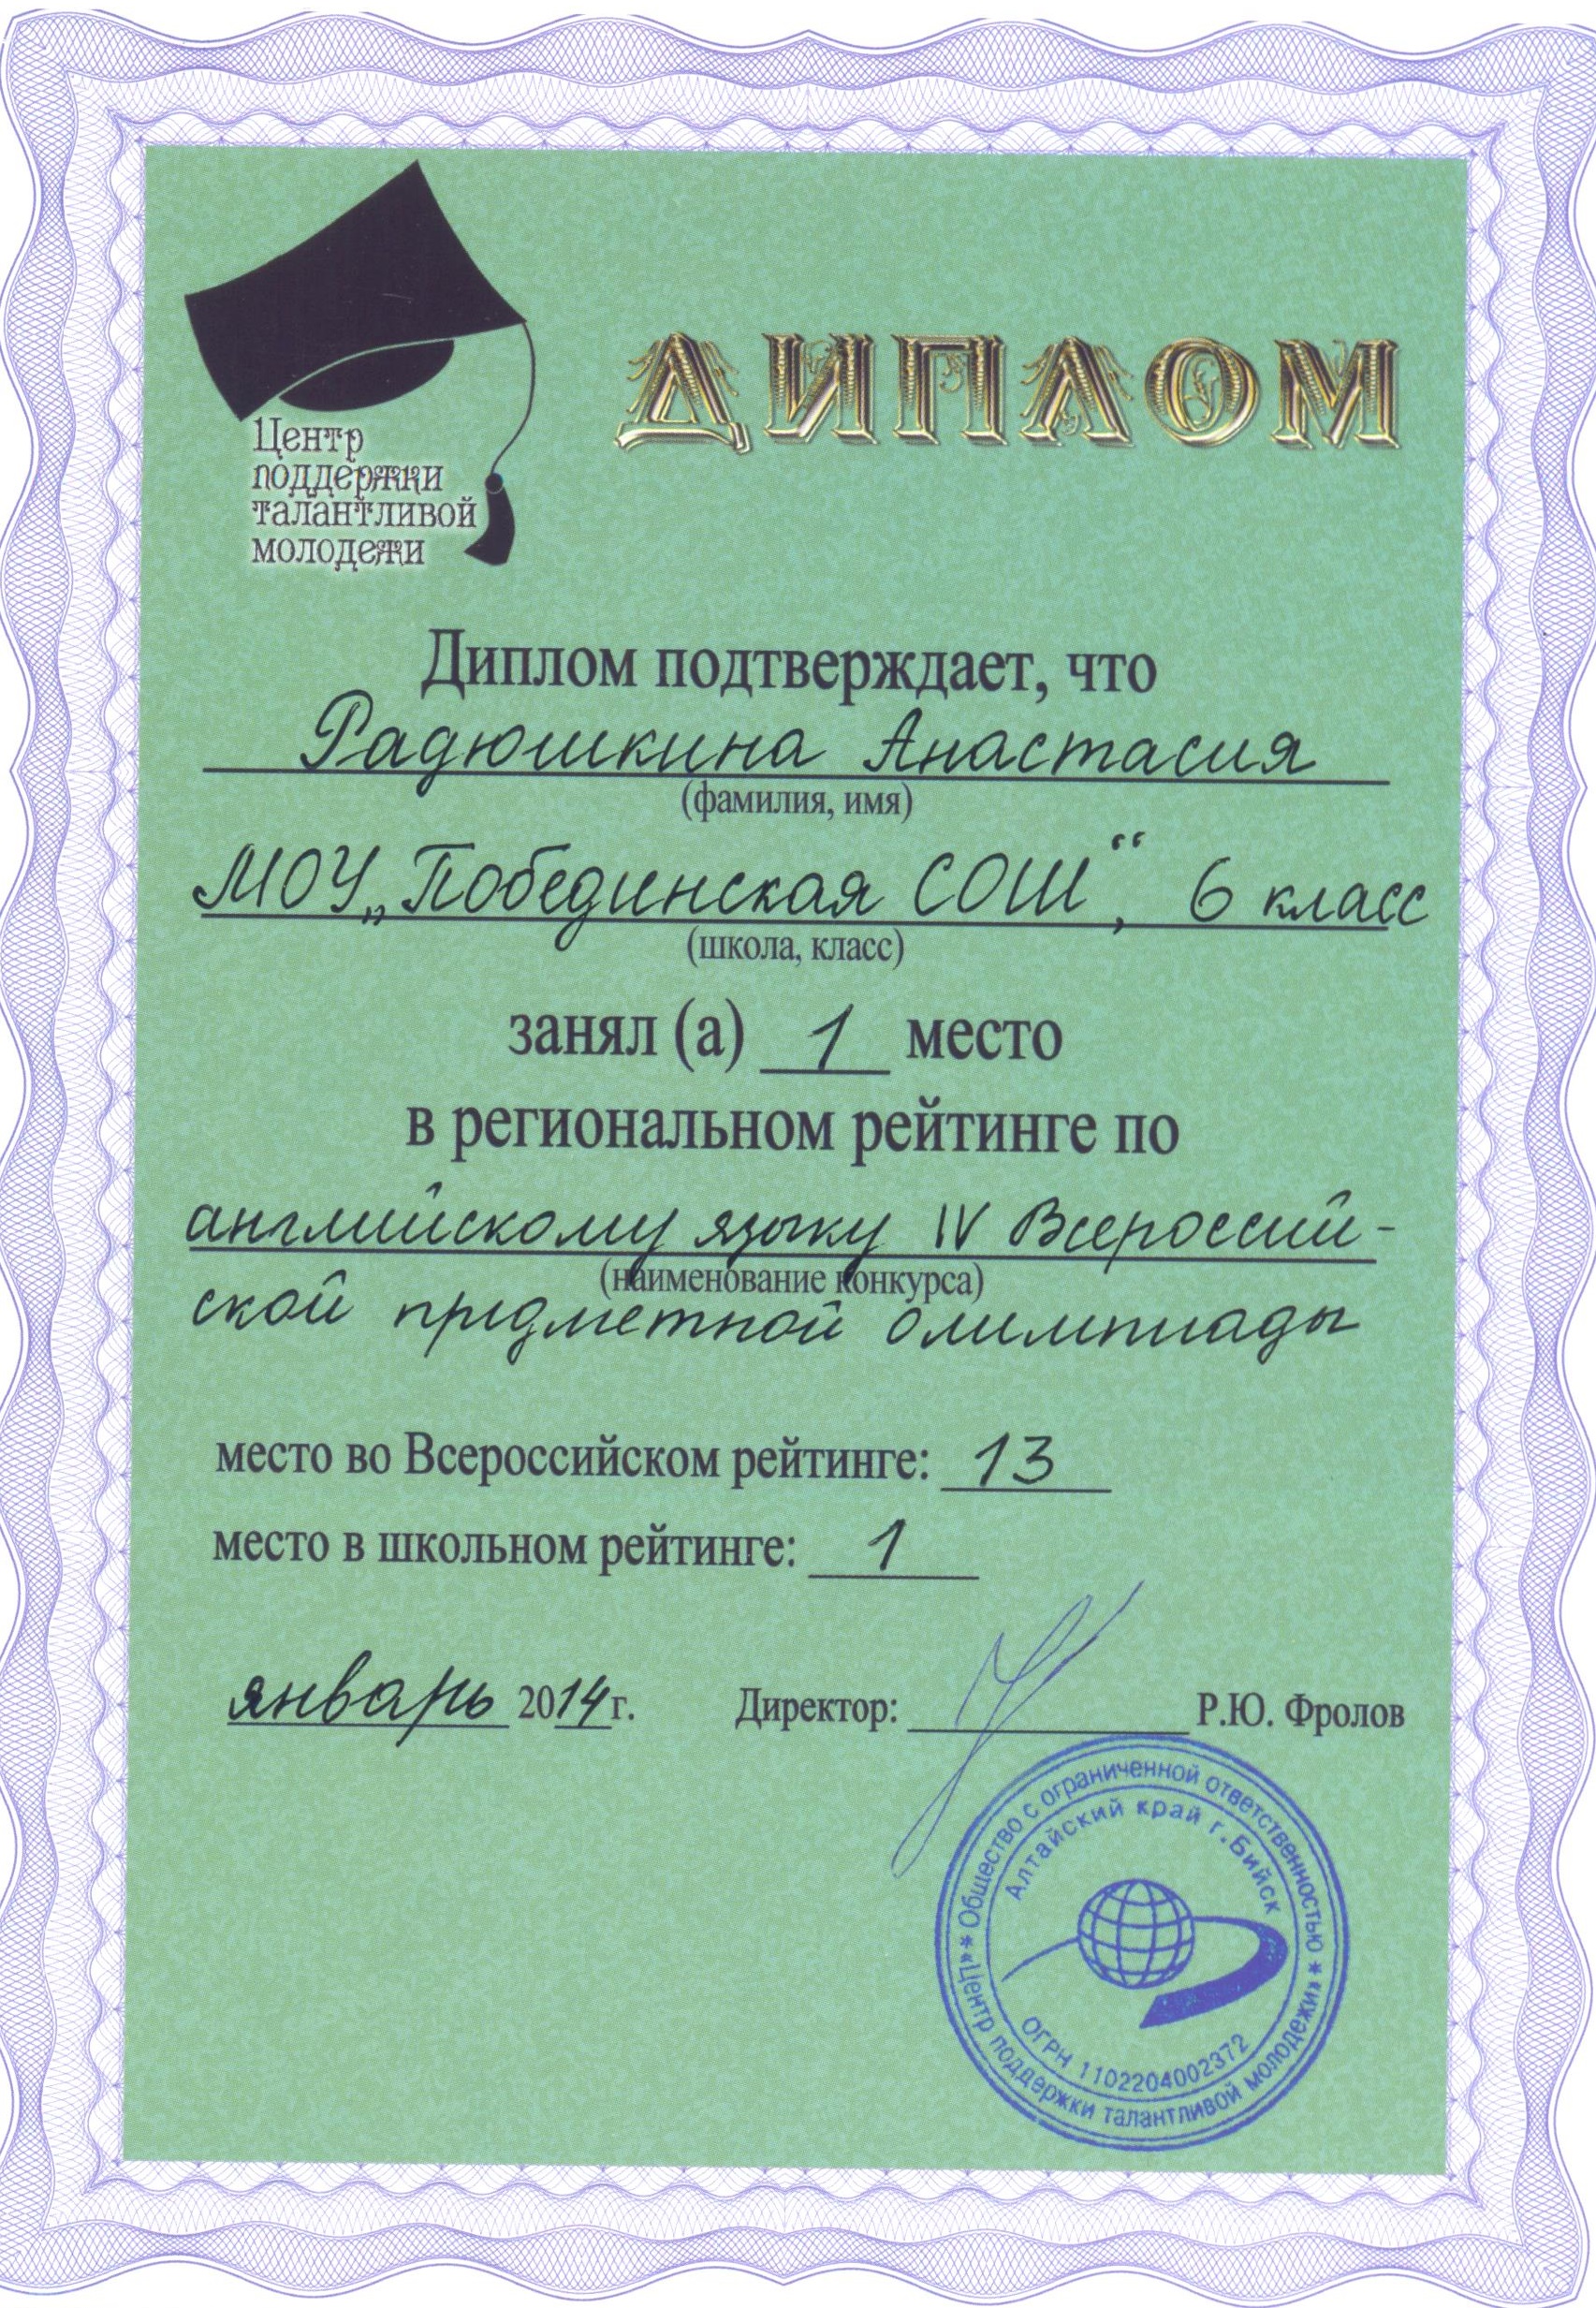 Центр
поддержки
талантливой
молодежи
ДИПЛОМ
Диплом подтверждает, что
Радюшкина Анастасия
(фамилия, имя)
МОУ „Побединская СОШ“, 6 класс
(школа, класс)
занял (а) 1 место
в региональном рейтинге по
английскому языку IV Всероссий-
(наименование конкурса)
ской предметной олимпиады
место во Всероссийском рейтинге: 13
место в школьном рейтинге: 1
январь 2014г. Директор: Р.Ю. Фролов
* Общество с ограниченной ответственностью *
«Центр поддержки талантливой молодежи»
Алтайский край г.Бийск
ОГРН 1102204002372